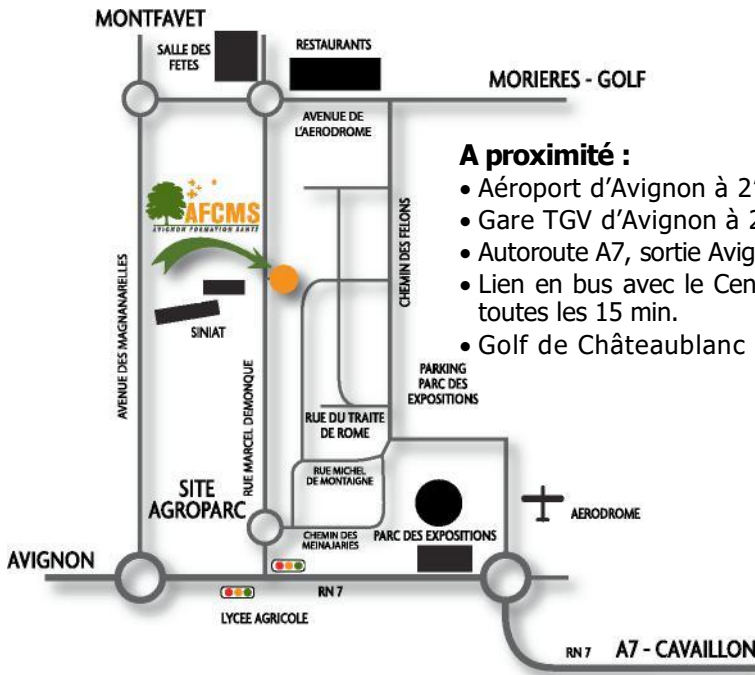 MONTFAVET
SALLE DES
FETES
RESTAURANTS
MORIERES - GOLF
AVENUE DE
L'AERODROME
A proximité :
• Aéroport d'Avignon à 2
• Gare TGV d'Avignon à
• Autoroute A7, sortie
• Lien en bus avec le
toutes les 15 min.
• Golf de Châteaublanc
AFCMS
AVIGNON FORMATION SANTÉ
CHEMIN DES FELONS
AVENUE DES MAGNANARELLES
SINIAT
RUE MARCEL DEMONQUE
PARKING
PARC DES
EXPOSITIONS
RUE DU TRAITE
DE ROME
RUE MICHEL
DE MONTAIGNE
SITE
AGROPARC
CHEMIN DES
MEINAJARIES
PARC DES EXPOSITIONS
AERODROME
AVIGNON
RN 7
LYCEE AGRICOLE
RN 7
A7 - CAVAILLON